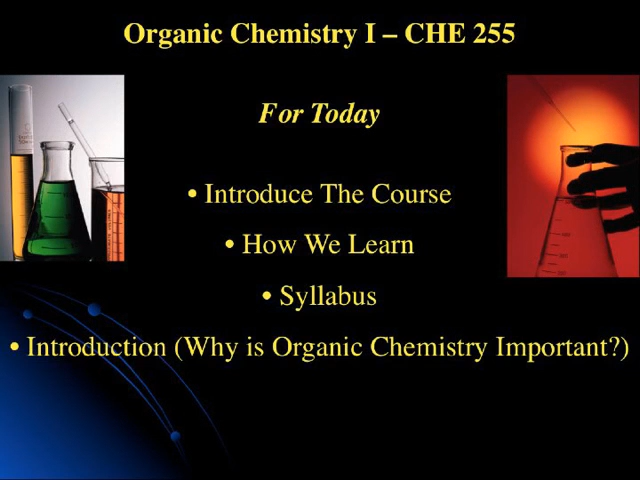 Organic Chemistry I – CHE 255
For Today
• Introduce The Course
• How We Learn
• Syllabus
• Introduction (Why is Organic Chemistry Important?)